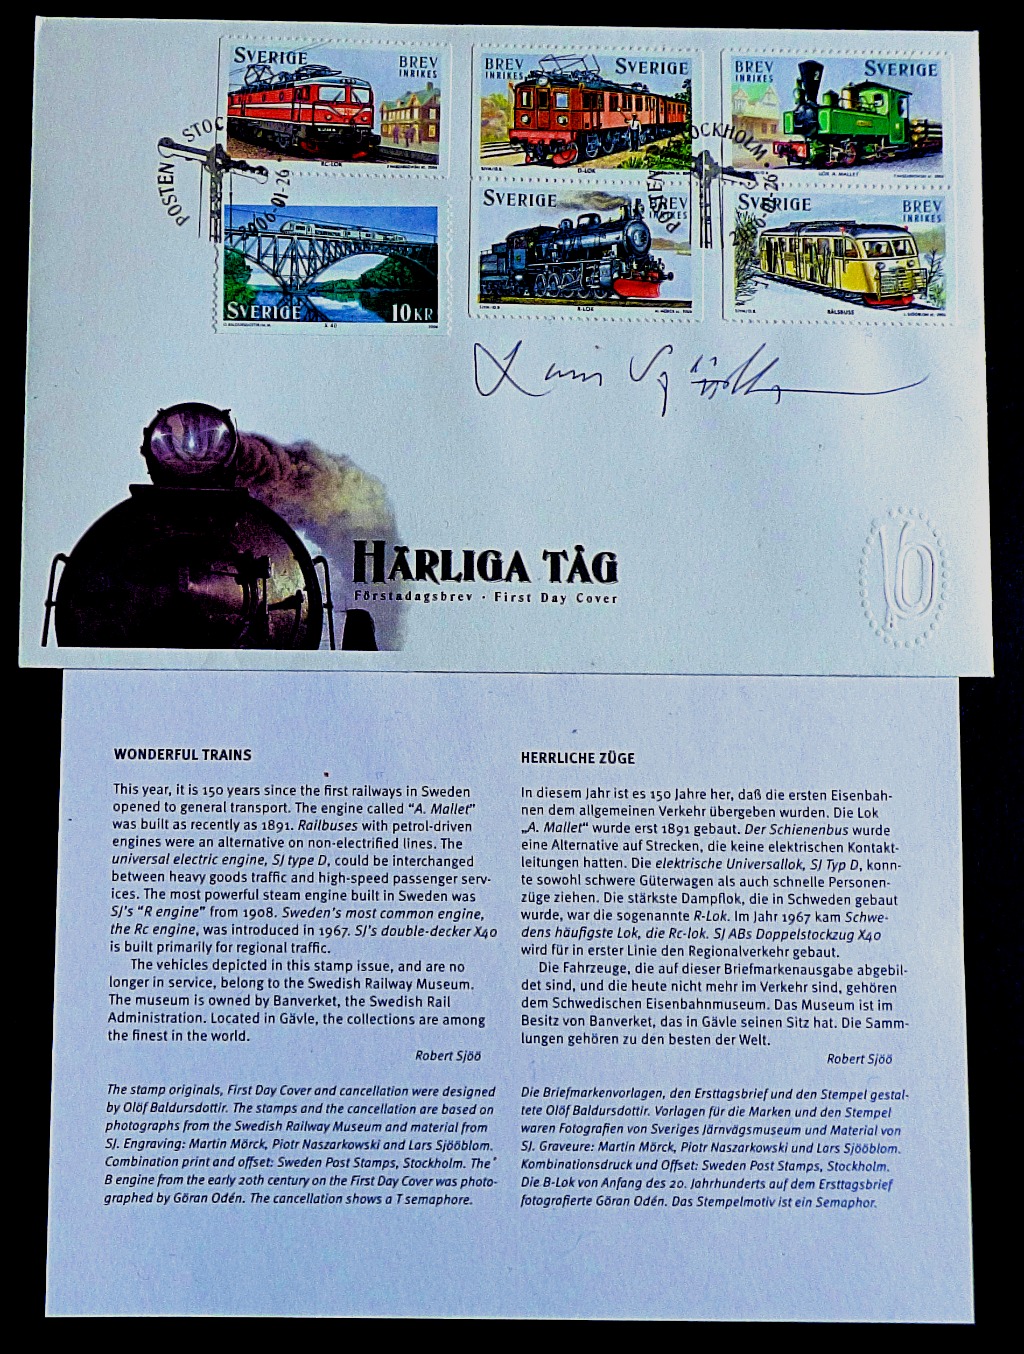 SVERIGE
BREV
INRIKES
RC-LOK
BREV
INRIKES
SVERIGE
D-LOK
BREV
INRIKES
SVERIGE
LOK A. MALLET
POSTEN STOC
2006-01-26
POSTEN
OCKHOLM
SVERIGE
10 KR
X 40
SVERIGE
BREV
INRIKES
R-LOK
SVERIGE
BREV
INRIKES
RÄLSBUSS
HÄRLIGA TÅG
Förstadagsbrev · First Day Cover
WONDERFUL TRAINS
This year, it is 150 years since the first railways in Sweden
opened to general transport. The engine called “A. Mallet”
was built as recently as 1891. Railbuses with petrol-driven
engines were an alternative on non-electrified lines. The
universal electric engine, SJ type D, could be interchanged
between heavy goods traffic and high-speed passenger serv-
ices. The most powerful steam engine built in Sweden was
SJ's “R engine” from 1908. Sweden's most common engine,
the Rc engine, was introduced in 1967. SJ's double-decker X40
is built primarily for regional traffic.
The vehicles depicted in this stamp issue, and are no
longer in service, belong to the Swedish Railway Museum.
The museum is owned by Banverket, the Swedish Rail
Administration. Located in Gävle, the collections are among
the finest in the world.
Robert Sjöö
The stamp originals, First Day Cover and cancellation were designed
by Olöf Baldursdottir. The stamps and the cancellation are based on
photographs from the Swedish Railway Museum and material from
SJ. Engraving: Martin Mörck, Piotr Naszarkowski and Lars Sjööblom.
Combination print and offset: Sweden Post Stamps, Stockholm. The
B engine from the early 20th century on the First Day Cover was photo-
graphed by Göran Odén. The cancellation shows a T semaphore.
HERRLICHE ZÜGE
In diesem Jahr ist es 150 Jahre her, daß die ersten Eisenbah-
nen dem allgemeinen Verkehr übergeben wurden. Die Lok
„A. Mallet“ wurde erst 1891 gebaut. Der Schienenbus wurde
eine Alternative auf Strecken, die keine elektrischen Kontakt-
leitungen hatten. Die elektrische Universallok, SJ Typ D, konn-
te sowohl schwere Güterwagen als auch schnelle Personen-
züge ziehen. Die stärkste Dampflok, die in Schweden gebaut
wurde, war die sogenannte R-Lok. Im Jahr 1967 kam Schwe-
dens häufigste Lok, die Rc-lok. SJ ABs Doppelstockzug X40
wird für in erster Linie den Regionalverkehr gebaut.
Die Fahrzeuge, die auf dieser Briefmarkenausgabe abgebil-
det sind, und die heute nicht mehr im Verkehr sind, gehören
dem Schwedischen Eisenbahnmuseum. Das Museum ist im
Besitz von Banverket, das in Gävle seinen Sitz hat. Die Samm-
lungen gehören zu den besten der Welt.
Robert Sjöö
Die Briefmarkenvorlagen, den Ersttagsbrief und den Stempel gestal-
tete Olöf Baldursdottir. Vorlagen für die Marken und den Stempel
waren Fotografien von Sveriges Järnvägsmuseum und Material von
SJ. Graveure: Martin Mörck, Piotr Naszarkowski und Lars Sjööblom.
Kombinationsdruck und Offset: Sweden Post Stamps, Stockholm.
Die B-Lok von Anfang des 20. Jahrhunderts auf dem Ersttagsbrief
fotografierte Göran Odén. Das Stempelmotiv ist ein Semaphor.